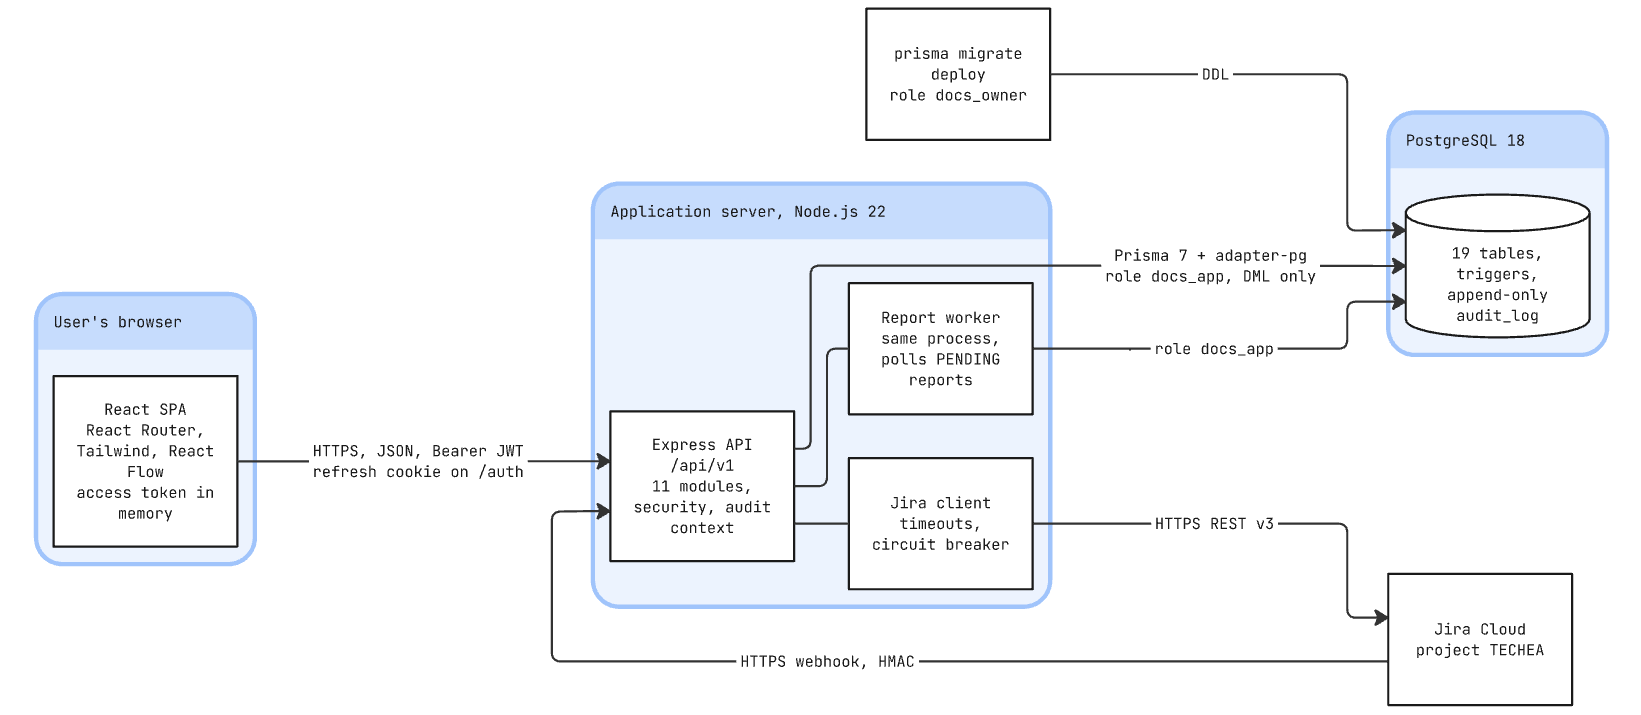 prisma migrate
deploy
role docs_owner
DDL
PostgreSQL 18
19 tables,
triggers,
append-only
audit_log
Application server, Node.js 22
Prisma 7 + adapter-pg
role docs_app, DML only
Report worker
same process,
polls PENDING
reports
role docs_app
User's browser
React SPA
React Router,
Tailwind, React
Flow
access token in
memory
HTTPS, JSON, Bearer JWT
refresh cookie on /auth
Express API
/api/v1
11 modules,
security, audit
context
Jira client
timeouts,
circuit breaker
HTTPS REST v3
Jira Cloud
project TECHEA
HTTPS webhook, HMAC